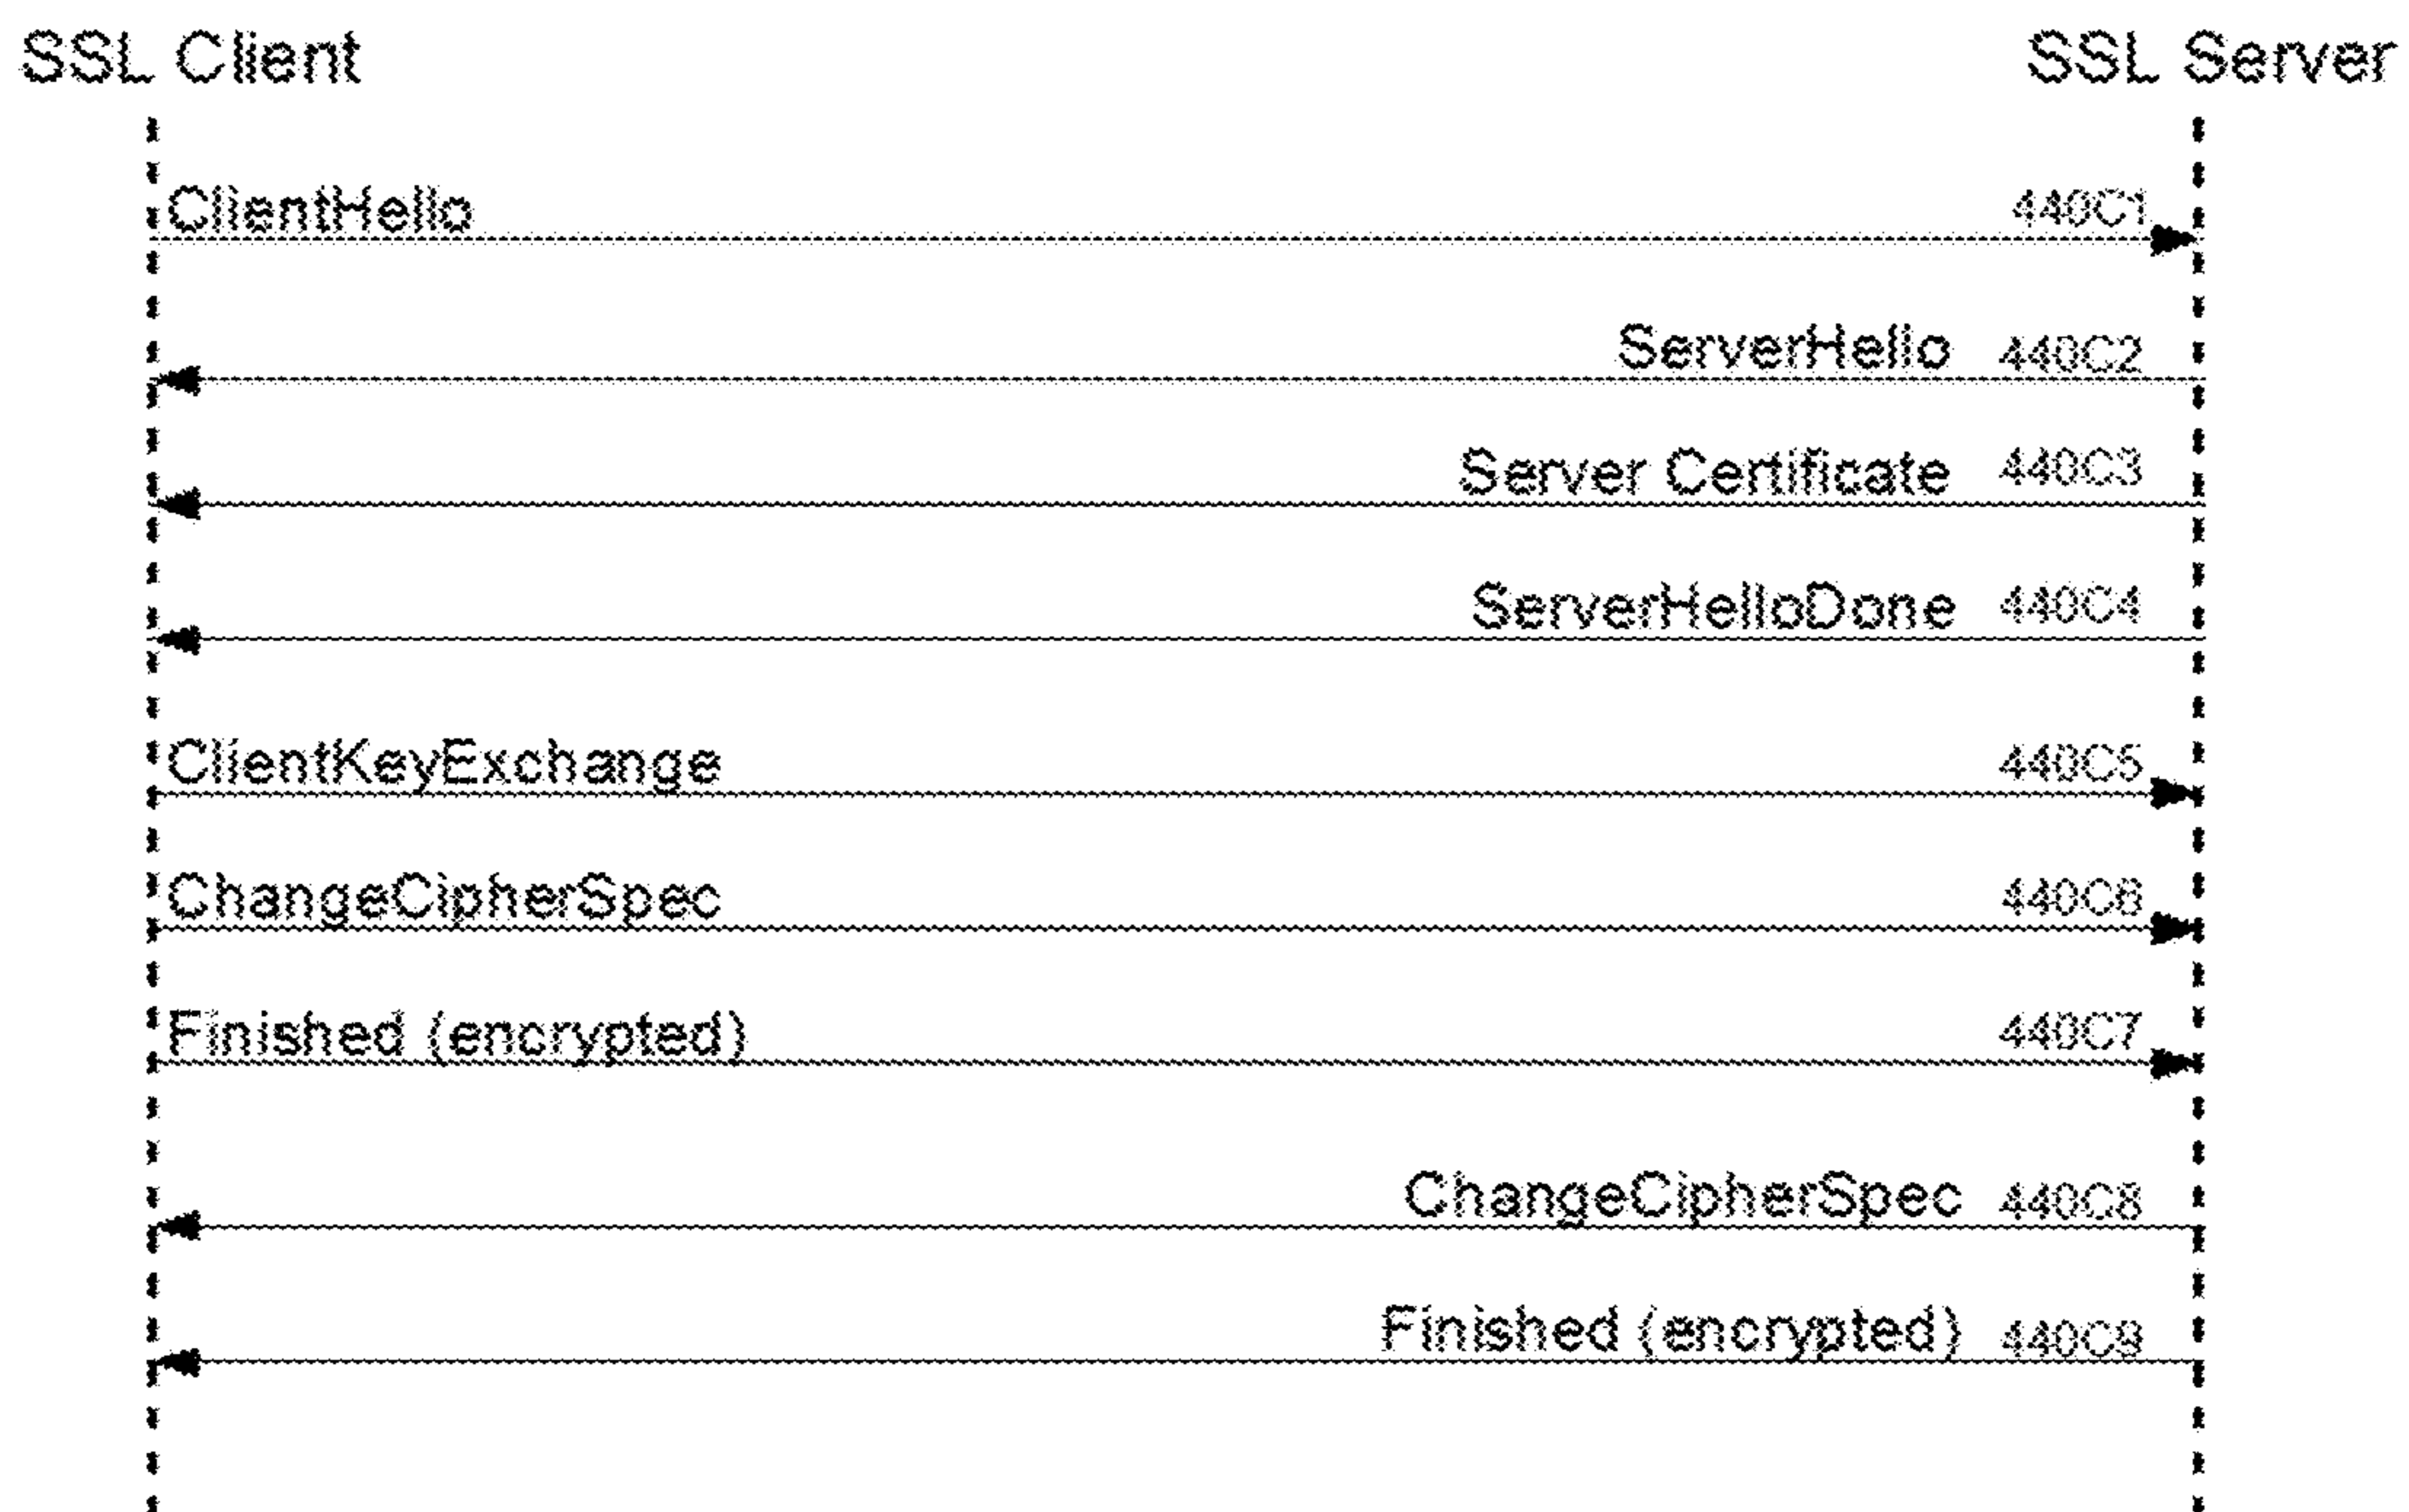 SSL Client SSL Server
ClientHello 440C1
ServerHello 440C2
Server Certificate 440C3
ServerHelloDone 440C4
ClientKeyExchange 440C5
ChangeCipherSpec 440C6
Finished (encrypted) 440C7
ChangeCipherSpec 440C8
Finished (encrypted) 440C9